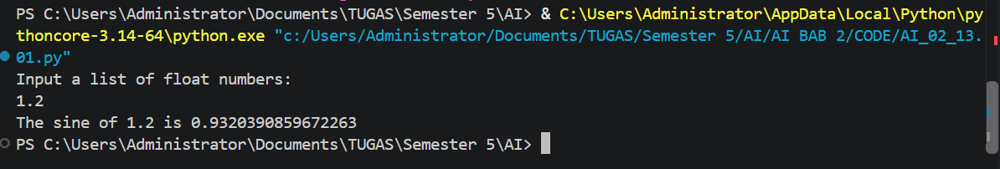 PS C:\Users\Administrator\Documents\TUGAS\Semester 5\AI> & C:\Users\Administrator\AppData\Local\Python\py
thoncore-3.14-64\python.exe "c:/Users/Administrator/Documents/TUGAS/Semester 5/AI/AI BAB 2/CODE/AI_02_13.
01.py"
Input a list of float numbers:
1.2
The sine of 1.2 is 0.9320390859672263
PS C:\Users\Administrator\Documents\TUGAS\Semester 5\AI>